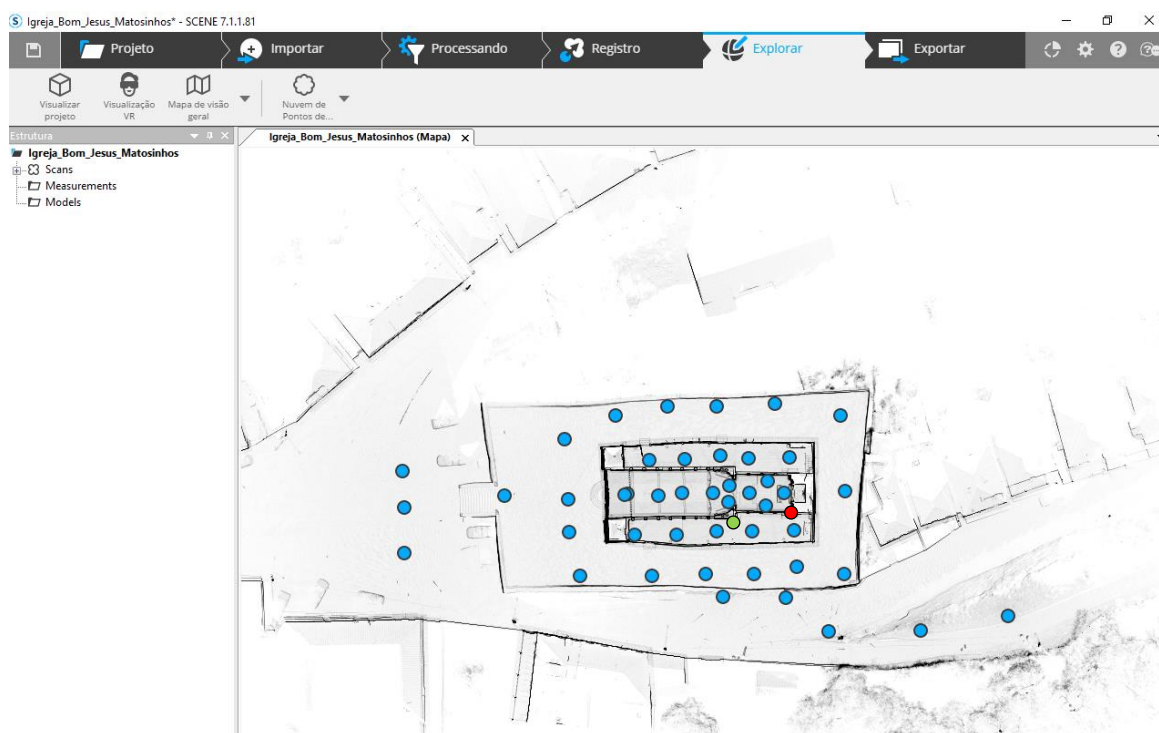 S Igreja_Bom_Jesus_Matosinhos* - SCENE 7.1.1.81
Projeto
Importar
Processando
Registro
Explorar
Exportar
Visualizar
projeto
Visualização
VR
Mapa de visão
geral
Nuvem de
Pontos de...
Estrutura
Igreja_Bom_Jesus_Matosinhos (Mapa) x
Igreja_Bom_Jesus_Matosinhos
Scans
Measurements
Models